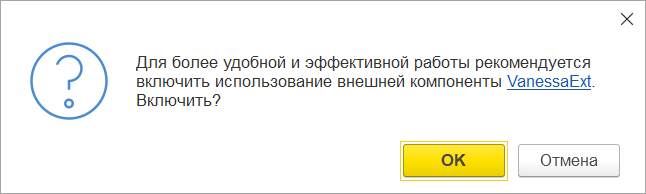 Для более удобной и эффективной работы рекомендуется
включить использование внешней компоненты VanessaExt.
Включить?
OK
Отмена